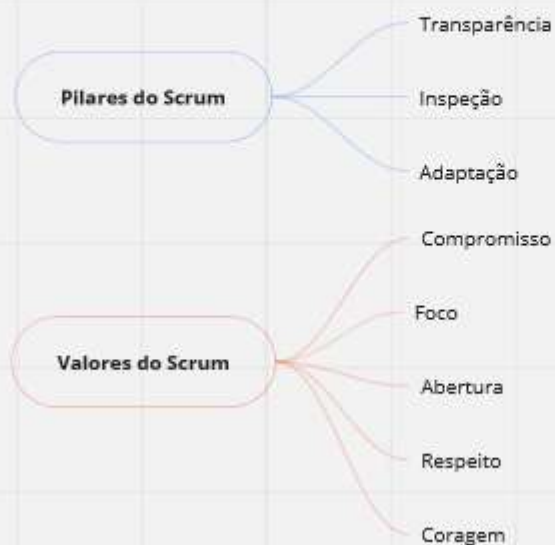 Pilares do Scrum
Transparência
Inspeção
Adaptação
Valores do Scrum
Compromisso
Foco
Abertura
Respeito
Coragem